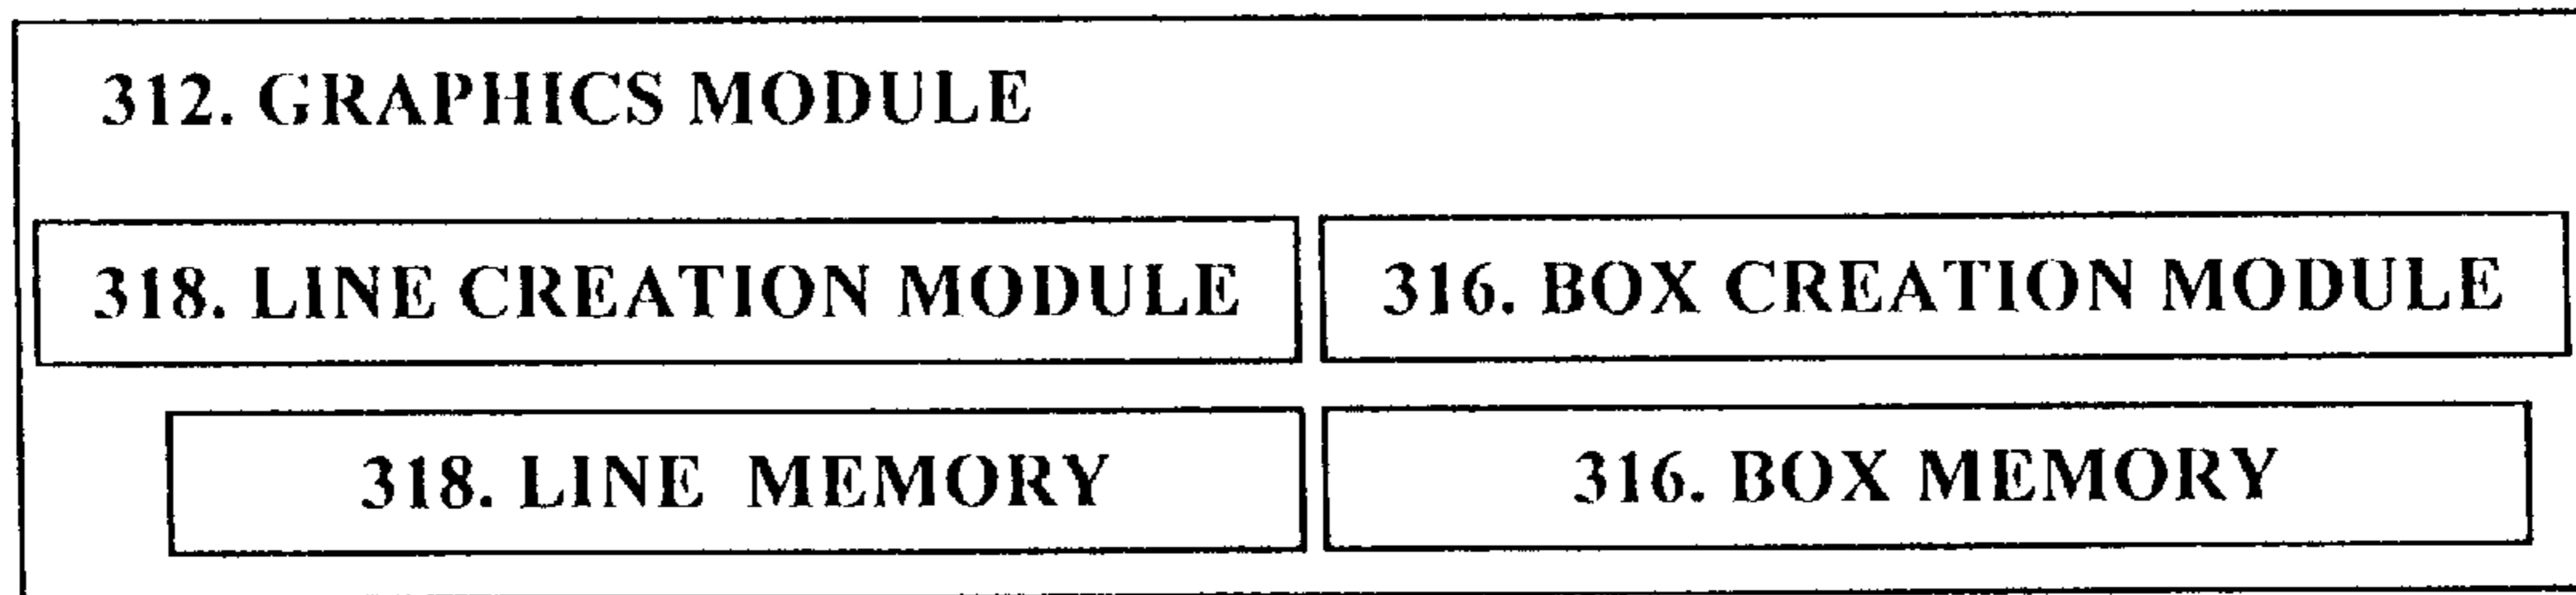 312. GRAPHICS MODULE
318. LINE CREATION MODULE
316. BOX CREATION MODULE
318. LINE MEMORY
316. BOX MEMORY